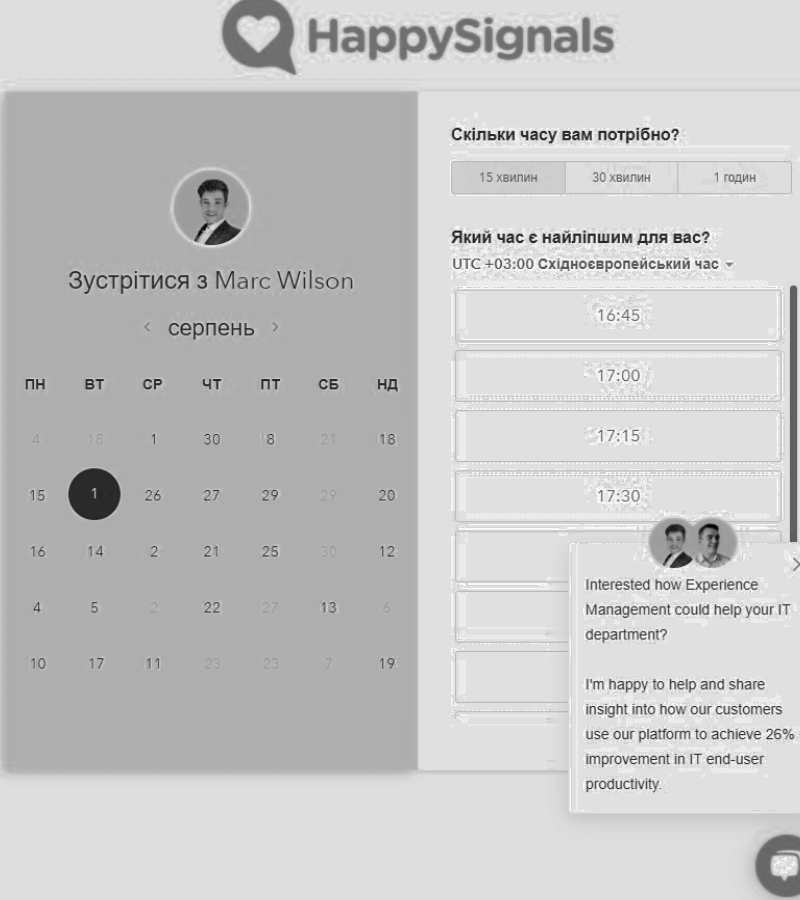 HappySignals
Зустрітися з Marc Wilson
серпень
ПН ВТ СР ЧТ ПТ СБ НД
4 18 1 30 8 21 18
15 1 26 27 29 29 20
16 14 2 21 25 30 12
4 5 2 22 27 13 6
10 17 11 23 23 7 19
Скільки часу вам потрібно?
15 хвилин 30 хвилин 1 годин
Який час є найліпшим для вас?
UTC +03:00 Східноєвропейський час
16:45
17:00
17:15
17:30
Interested how Experience
Management could help your IT
department?
I'm happy to help and share
insight into how our customers
use our platform to achieve 26%
improvement in IT end-user
productivity.